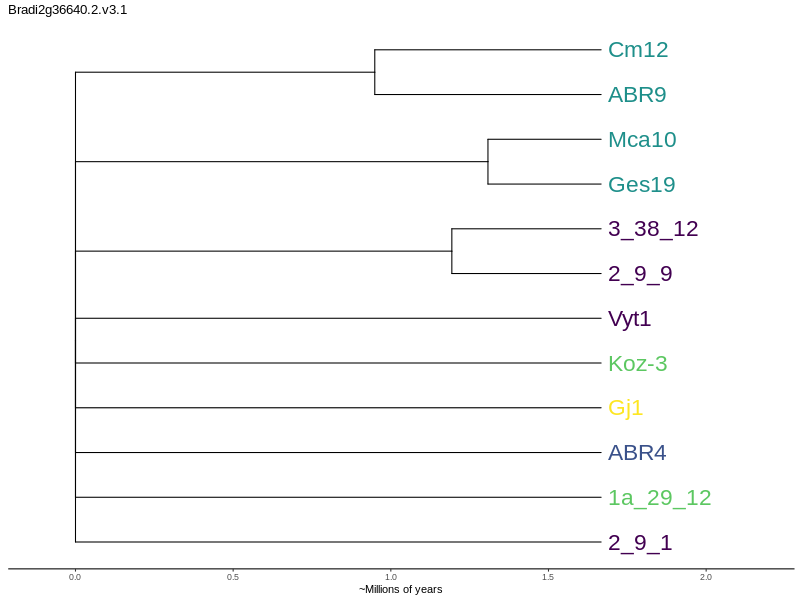 Bradi2g36640.2.v3.1
Cm12
ABR9
Mca10
Ges19
3_38_12
2_9_9
Vyt1
Koz-3
Gj1
ABR4
1a_29_12
2_9_1
0.0 0.5 1.0 1.5 2.0
~Millions of years